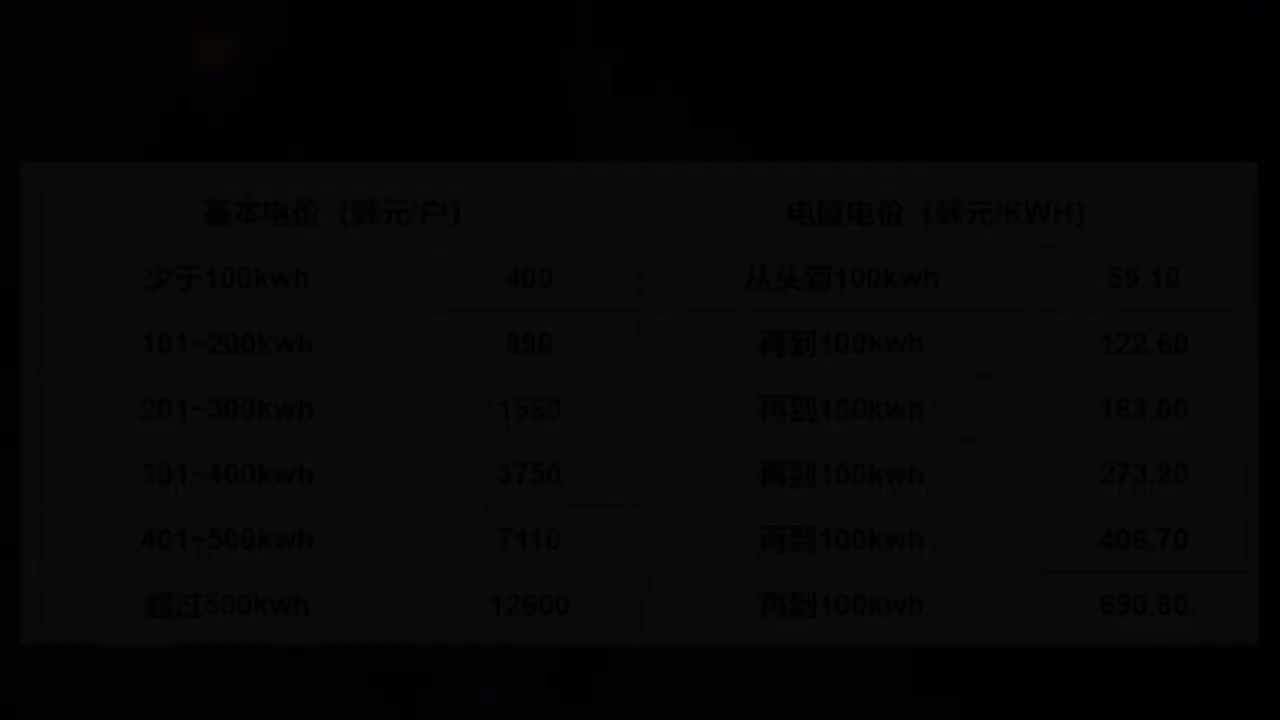 基本电价（韩元/户） 电度电价（韩元/KWH）
少于100kwh 400 从头到100kwh 59.10
101~200kwh 890 再到100kwh 122.60
201~300kwh 1560 再到100kwh 183.00
301~400kwh 3750 再到100kwh 273.20
401~500kwh 7110 再到100kwh 406.70
超过500kwh 12600 再到100kwh 690.80